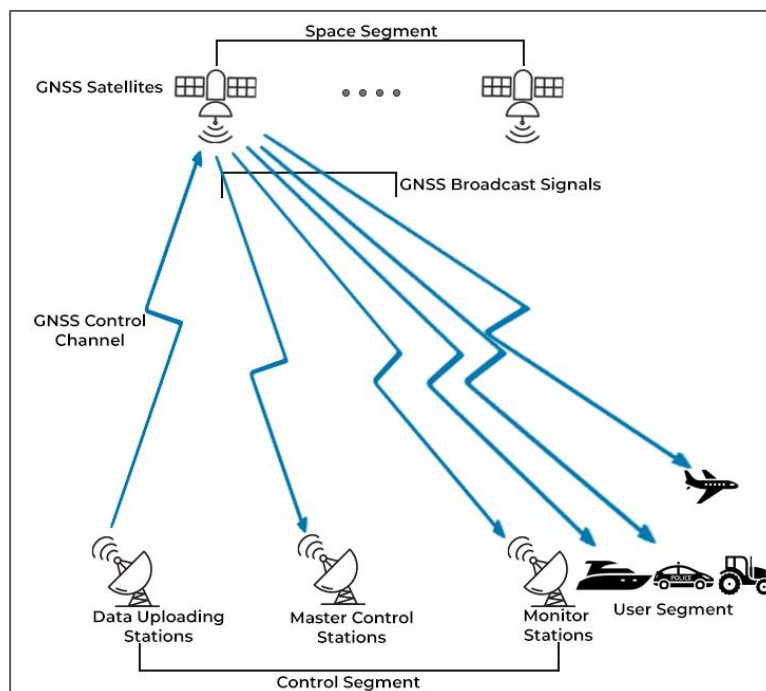 Space Segment
GNSS Satellites
GNSS Broadcast Signals
GNSS Control
Channel
POLICE
Data Uploading
Stations
Master Control
Stations
Monitor
Stations
User Segment
Control Segment